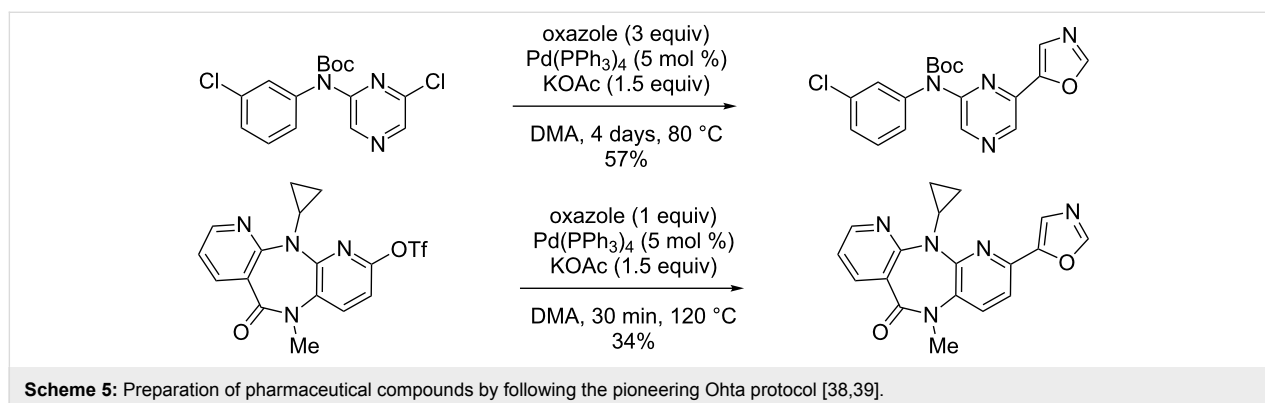 oxazole (3 equiv)
Pd(PPh3)4 (5 mol %)
KOAc (1.5 equiv)
DMA, 4 days, 80 °C
57%
Cl
Boc
N
N
Cl
N
Cl
Boc
N
N
N
N
O
oxazole (1 equiv)
Pd(PPh3)4 (5 mol %)
KOAc (1.5 equiv)
DMA, 30 min, 120 °C
34%
N
N
N
OTf
N
O
Me
N
N
N
N
O
N
O
Me
Scheme 5: Preparation of pharmaceutical compounds by following the pioneering Ohta protocol [38,39].